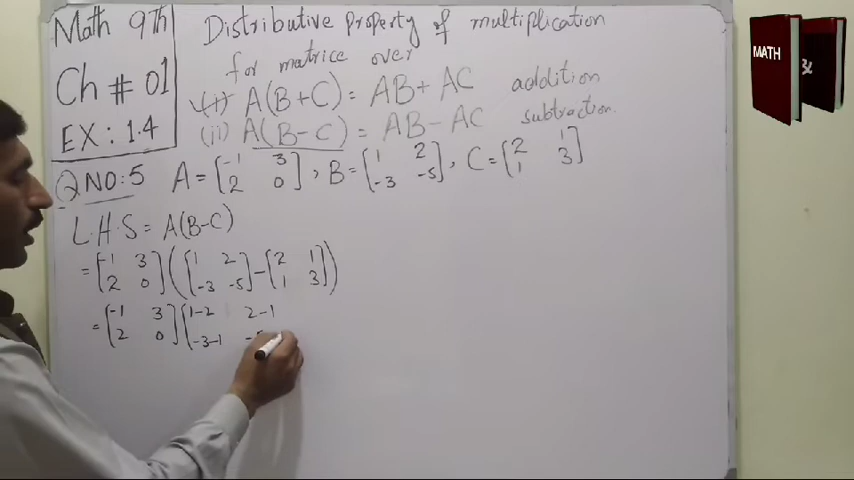 Math 9th
Ch # 01
EX : 1.4
Distributive Property of multiplication
for matrice over
(i) A(B+C) = AB + AC addition
(ii) A(B-C) = AB - AC subtraction.
Q NO:5 A = [-1 3 , B = [1 2 , C = [2 1
2 0] -3 -5] 1 3]
L.H.S = A(B-C)
= [-1 3 ([1 2 - [2 1
2 0] -3 -5] 1 3])
= [-1 3 [1-2 2-1
2 0] -3-1
MATH
&